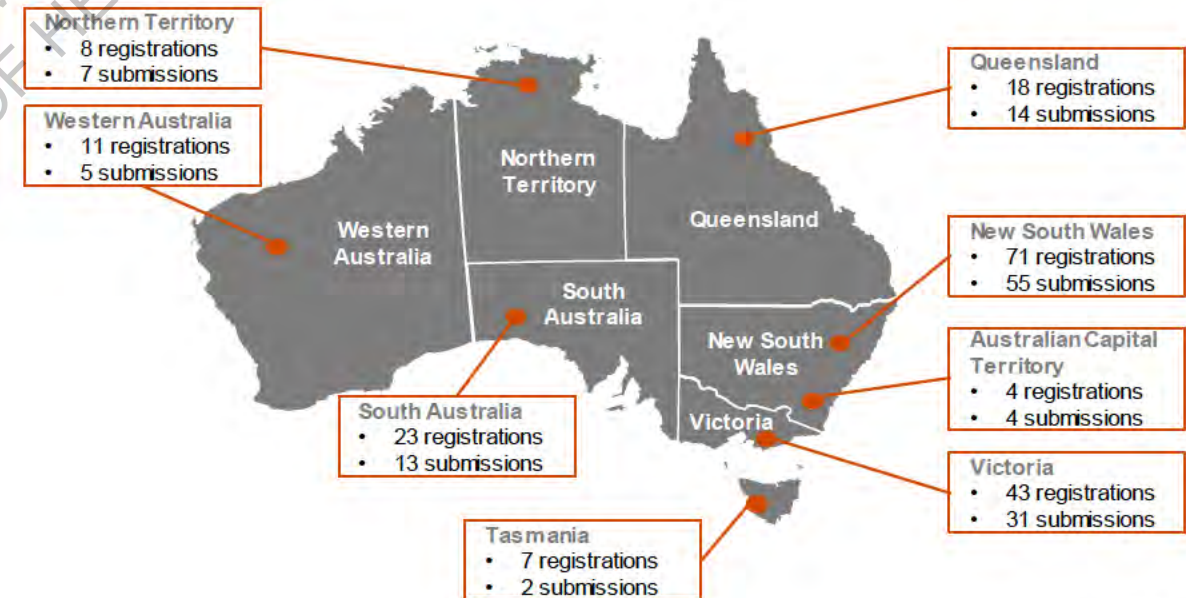 Northern Territory
• 8 registrations
• 7 submissions
Western Australia
• 11 registrations
• 5 submissions
Queensland
• 18 registrations
• 14 submissions
New South Wales
• 71 registrations
• 55 submissions
Australian Capital
Territory
• 4 registrations
• 4 submissions
Victoria
• 43 registrations
• 31 submissions
South Australia
• 23 registrations
• 13 submissions
Tasmania
• 7 registrations
• 2 submissions
Northern
Territory
Queensland
Western
Australia
South
Australia
New South
Wales
Victoria